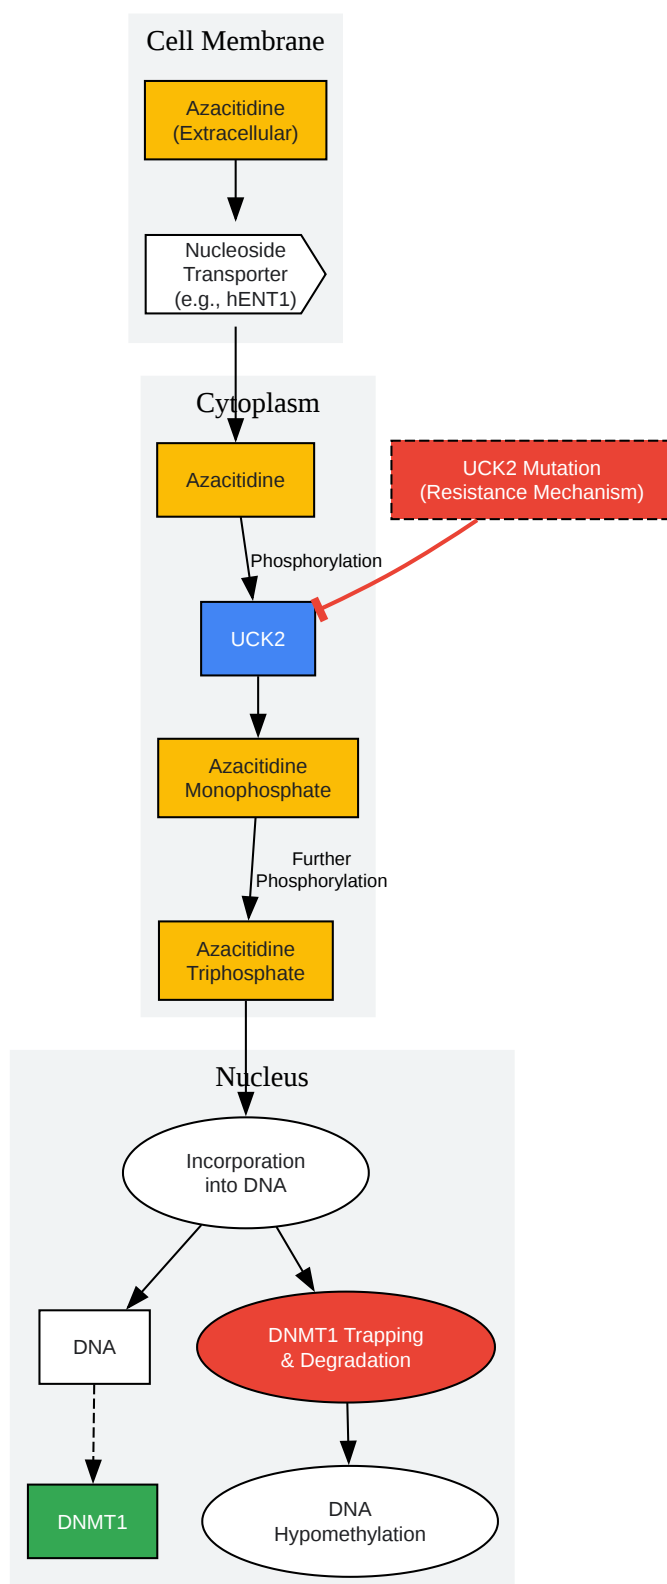 Cell Membrane
Azacitidine
(Extracellular)
Nucleoside
Transporter
(e.g., hENT1)
Cytoplasm
Azacitidine
UCK2 Mutation
(Resistance Mechanism)
Phosphorylation
UCK2
Azacitidine
Monophosphate
Further
Phosphorylation
Azacitidine
Triphosphate
Nucleus
Incorporation
into DNA
DNA
DNMT1 Trapping
& Degradation
DNMT1
DNA
Hypomethylation